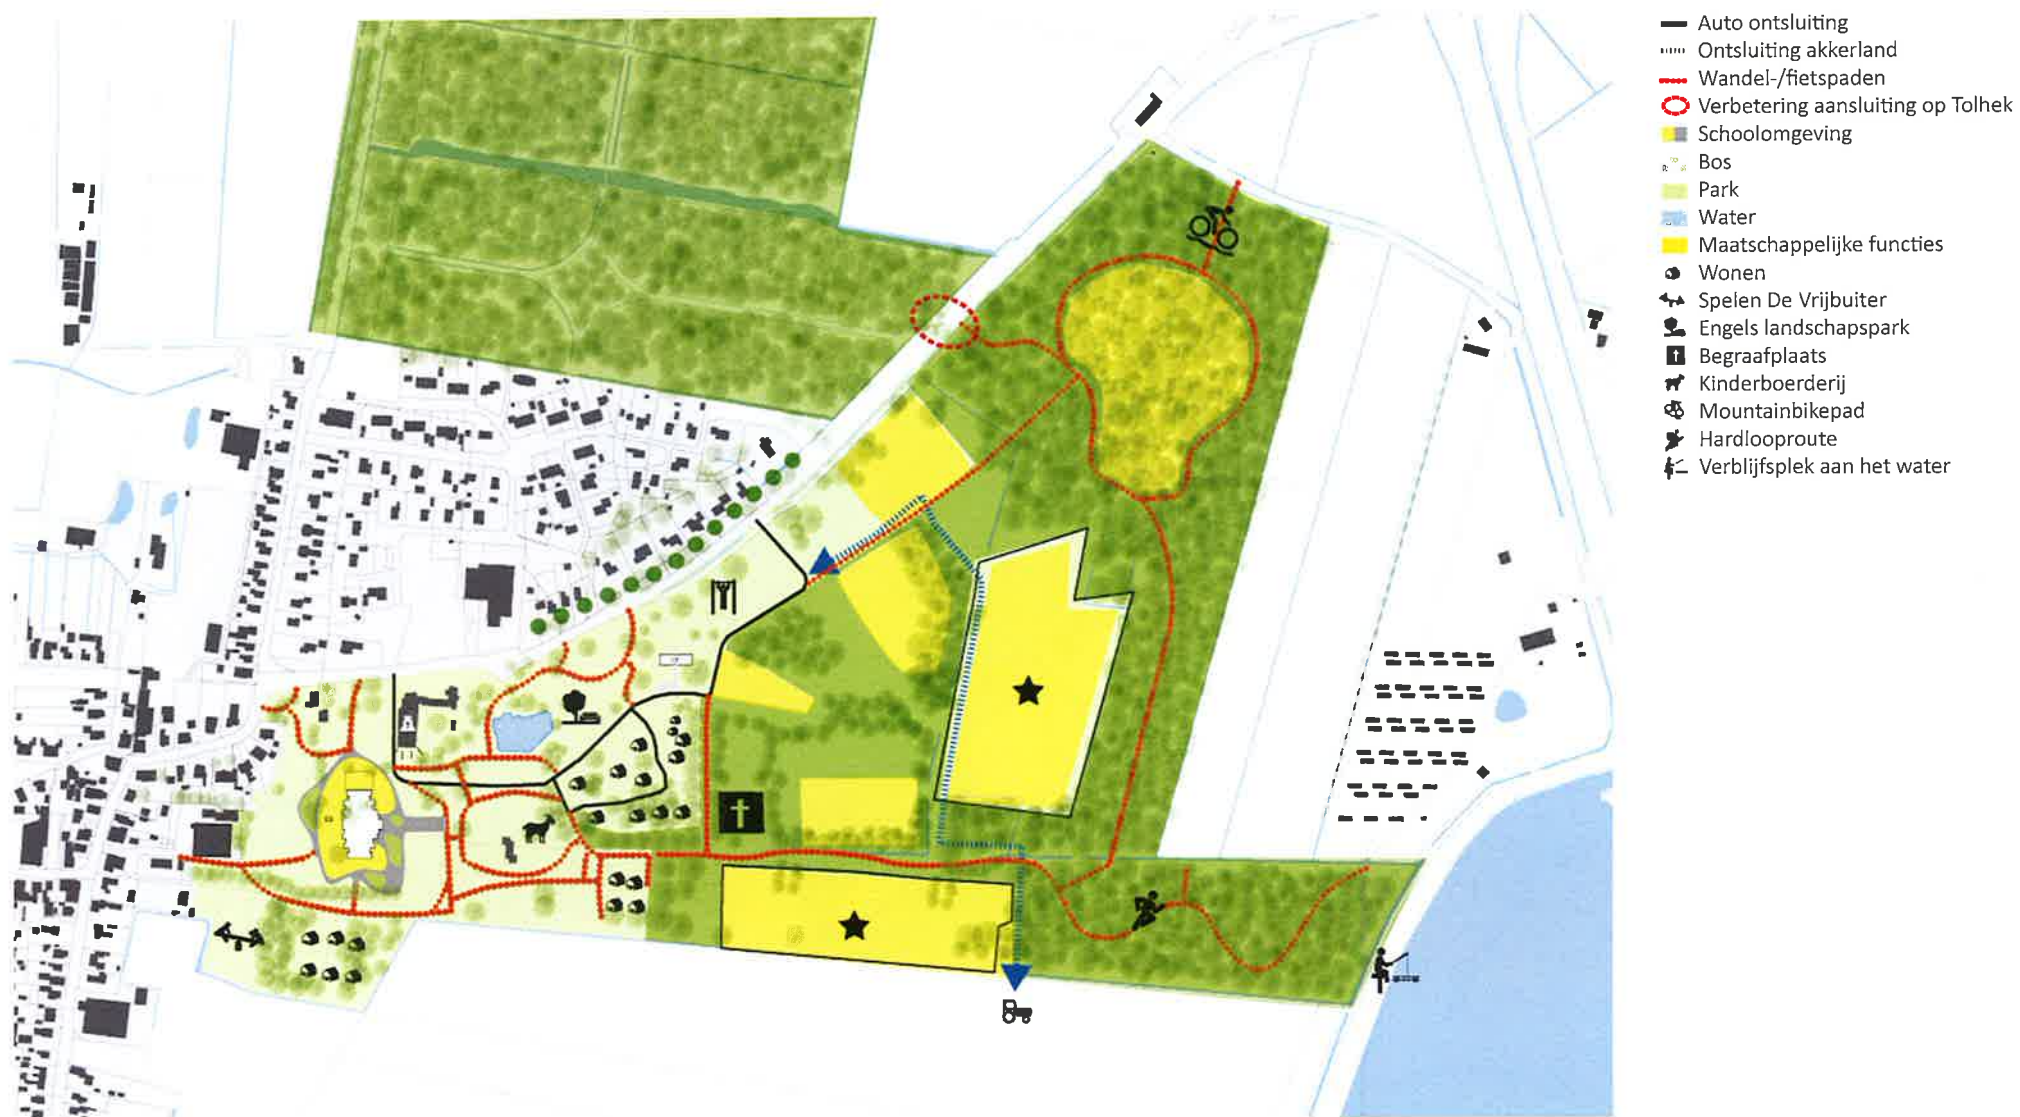 Auto ontsluiting
Ontsluiting akkerland
Wandel-/fietspaden
Verbetering aansluiting op Tolhek
Schoolomgeving
Bos
Park
Water
Maatschappelijke functies
Wonen
Spelen De Vrijbuiter
Engels landschapspark
Begraafplaats
Kinderboerderij
Mountainbikepad
Hardlooproute
Verblijfsplek aan het water